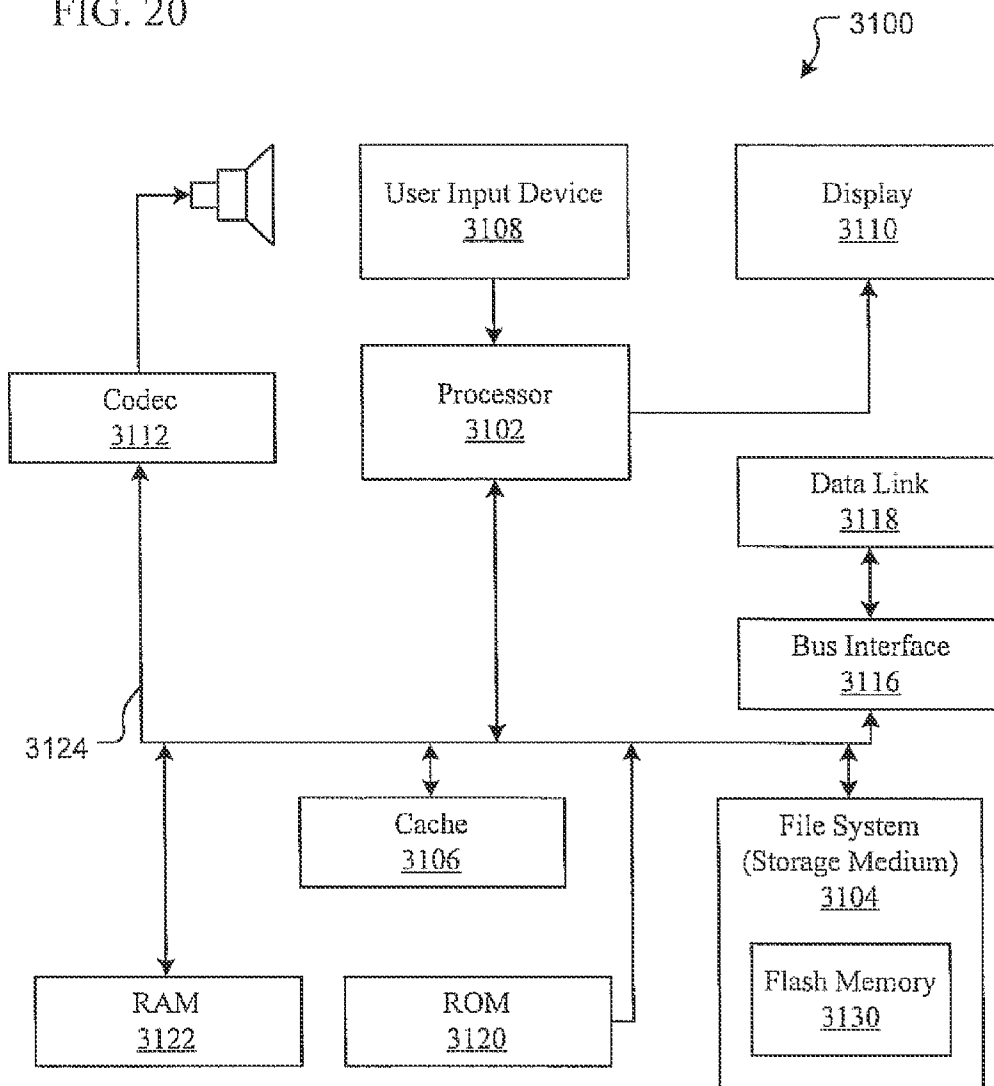 FIG. 20
3100
User Input Device
3108
Display
3110
Codec
3112
Processor
3102
Data Link
3118
Bus Interface
3116
3124
Cache
3106
File System
(Storage Medium)
3104
Flash Memory
3130
RAM
3122
ROM
3120